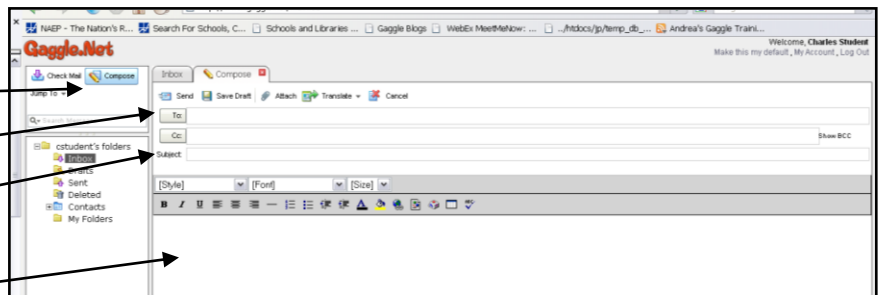 NAEP - The Nation's R... Search For Schools, C... Schools and Libraries ... Gaggle Blogs WebEx MeetMeNow: ... .../htdocs/jp/temp_db_... Andrea's Gaggle Traini...
Gaggle.Net
Welcome, Charles Student
Make this my default, My Account, Log Out
Check Mail Compose
Jump To
Inbox Compose
Send Save Draft Attach Translate Cancel
To:
Cc: Show BCC
Subject:
cstudent's folders
Inbox
Drafts
Sent
Deleted
Contacts
My Folders
[Style] [Font] [Size]
B I U